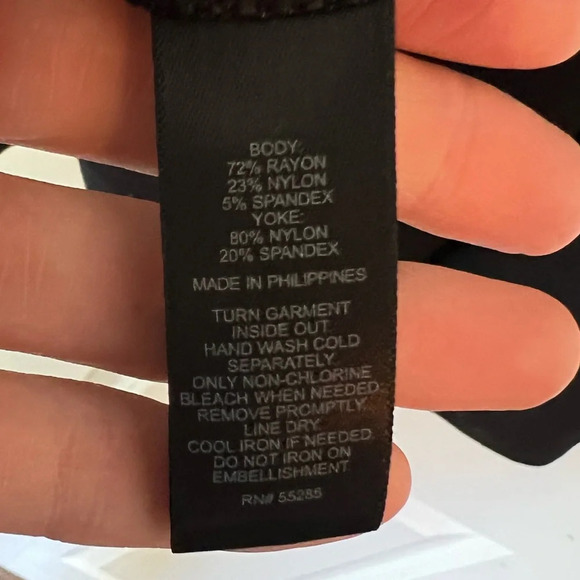 BODY:
72% RAYON
23% NYLON
5% SPANDEX
YOKE:
80% NYLON
20% SPANDEX
MADE IN PHILIPPINES
TURN GARMENT
INSIDE OUT.
HAND WASH COLD
SEPARATELY.
ONLY NON-CHLORINE
BLEACH WHEN NEEDED.
REMOVE PROMPTLY.
LINE DRY.
COOL IRON IF NEEDED.
DO NOT IRON ON
EMBELLISHMENT.
RN# 55285